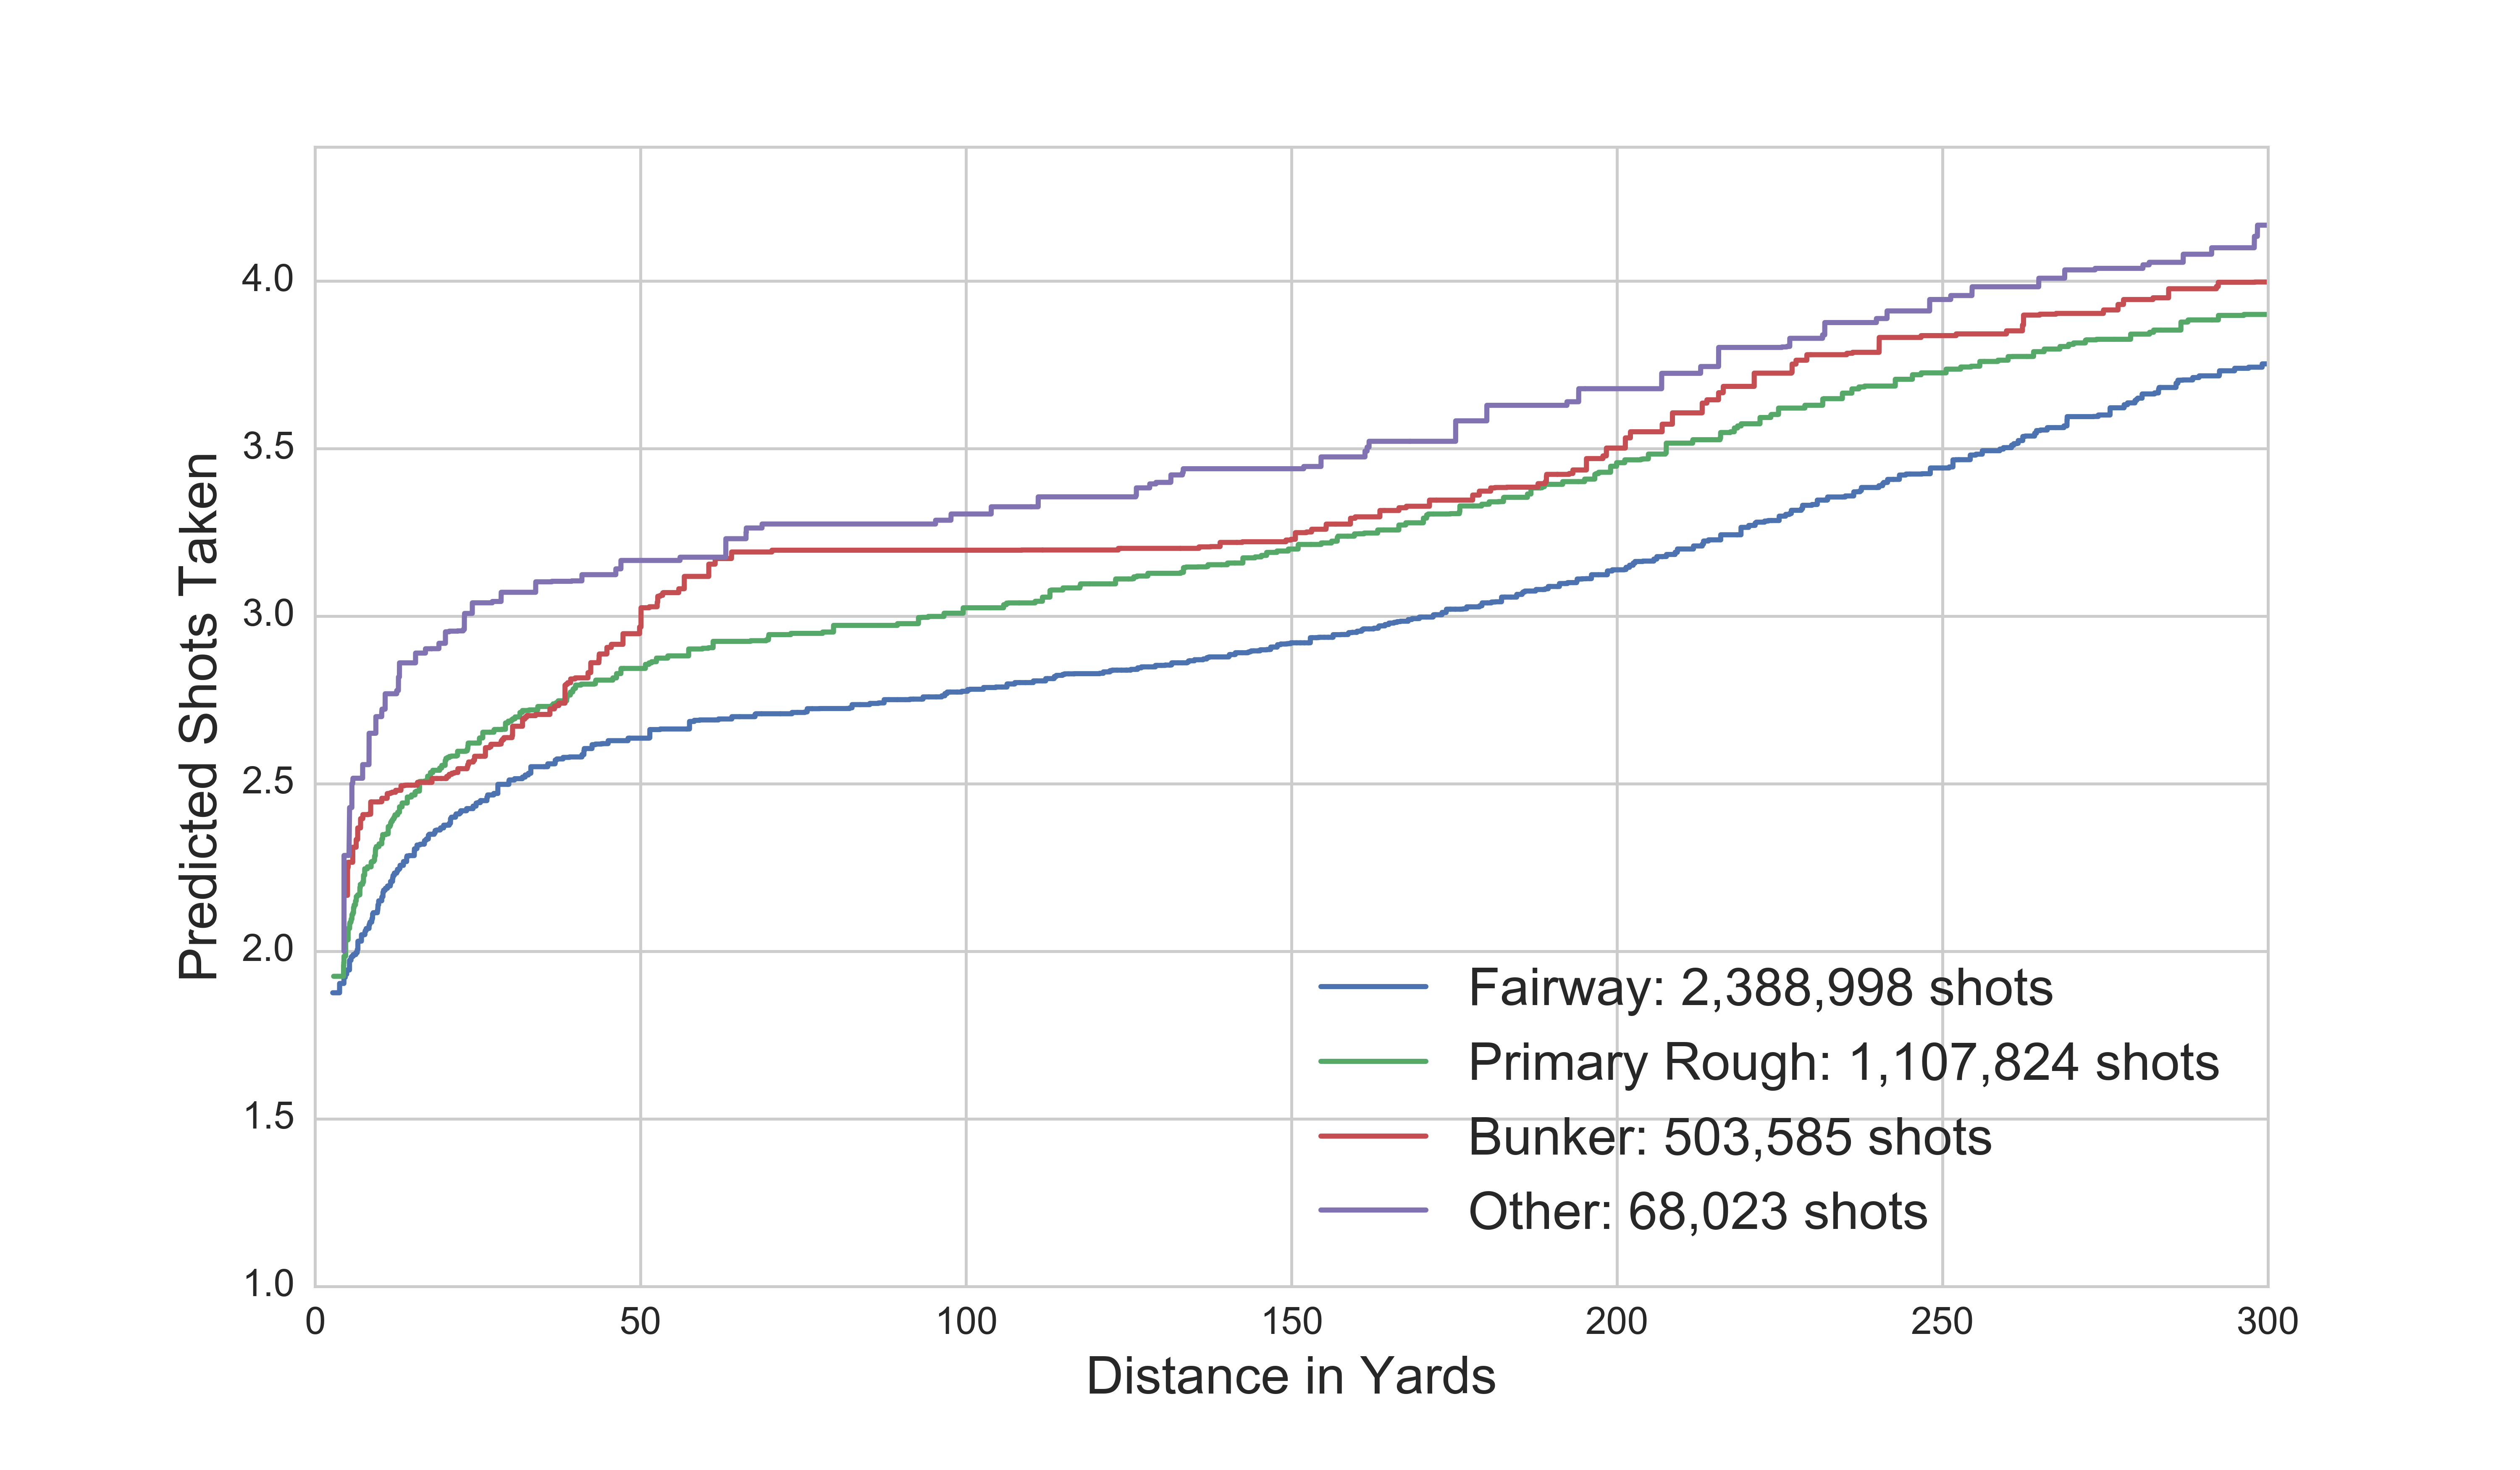 4.0
3.5
3.0
2.5
2.0
1.5
1.0
Predicted Shots Taken
Fairway: 2,388,998 shots
Primary Rough: 1,107,824 shots
Bunker: 503,585 shots
Other: 68,023 shots
0 50 100 150 200 250 300
Distance in Yards